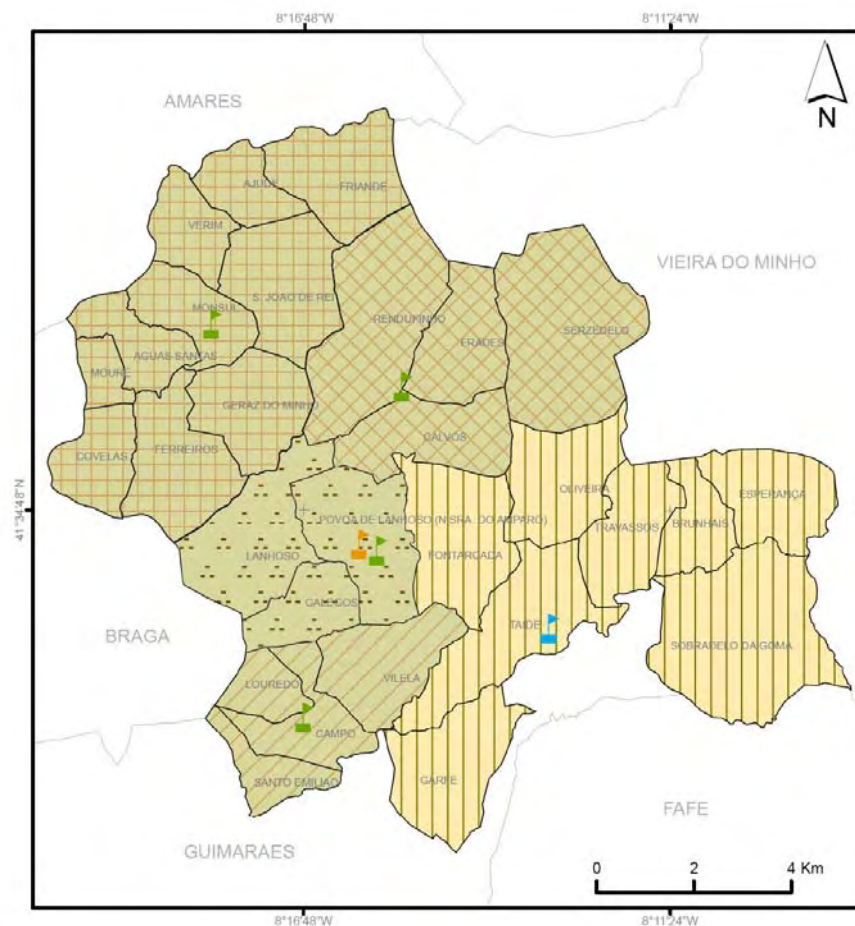 8°16'48"W
8°11'24"W
AMARES
N
AJUDE
FRIANDE
VERIM
VIEIRA DO MINHO
S. JOAO DE REI
MONSUL
RENDUFINHO
SERZEDELO
FRADES
AGUAS SANTAS
MOURE
GERAZ DO MINHO
CALVOS
COVELAS
FERREIROS
OLIVEIRA
ESPERANÇA
41°34'48"N
POVOA DE LANHOSO (N SRA. DO AMPARO)
TRAVASSOS
BRUNHAIS
LANHOSO
FONTARCADA
GALEGOS
TAIDE
BRAGA
SOBRADELO DA GOMA
LOUREDO
VILELA
CAMPO
SANTO EMILIAO
GARFE
FAFE
GUIMARAES
0
2
4 Km
8°16'48"W
8°11'24"W